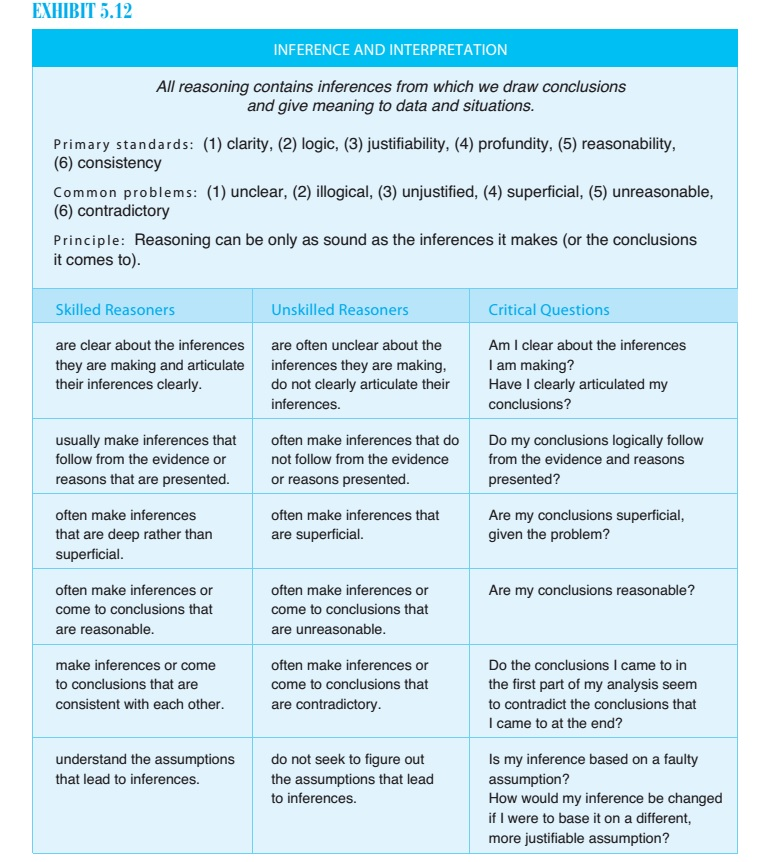 EXHIBIT 5.12
INFERENCE AND INTERPRETATION
All reasoning contains inferences from which we draw conclusions
and give meaning to data and situations.
Primary standards: (1) clarity, (2) logic, (3) justifiability, (4) profundity, (5) reasonability,
(6) consistency
Common problems: (1) unclear, (2) illogical, (3) unjustified, (4) superficial, (5) unreasonable,
(6) contradictory
Principle: Reasoning can be only as sound as the inferences it makes (or the conclusions
it comes to).
Skilled Reasoners
Unskilled Reasoners
Critical Questions
are clear about the inferences
they are making and articulate
their inferences clearly.
are often unclear about the
inferences they are making,
do not clearly articulate their
inferences.
Am I clear about the inferences
I am making?
Have I clearly articulated my
conclusions?
usually make inferences that
follow from the evidence or
reasons that are presented.
often make inferences that do
not follow from the evidence
or reasons presented.
Do my conclusions logically follow
from the evidence and reasons
presented?
often make inferences
that are deep rather than
superficial.
often make inferences that
are superficial.
Are my conclusions superficial,
given the problem?
often make inferences or
come to conclusions that
are reasonable.
often make inferences or
come to conclusions that
are unreasonable.
Are my conclusions reasonable?
make inferences or come
to conclusions that are
consistent with each other.
often make inferences or
come to conclusions that
are contradictory.
Do the conclusions I came to in
the first part of my analysis seem
to contradict the conclusions that
I came to at the end?
understand the assumptions
that lead to inferences.
do not seek to figure out
the assumptions that lead
to inferences.
Is my inference based on a faulty
assumption?
How would my inference be changed
if I were to base it on a different,
more justifiable assumption?